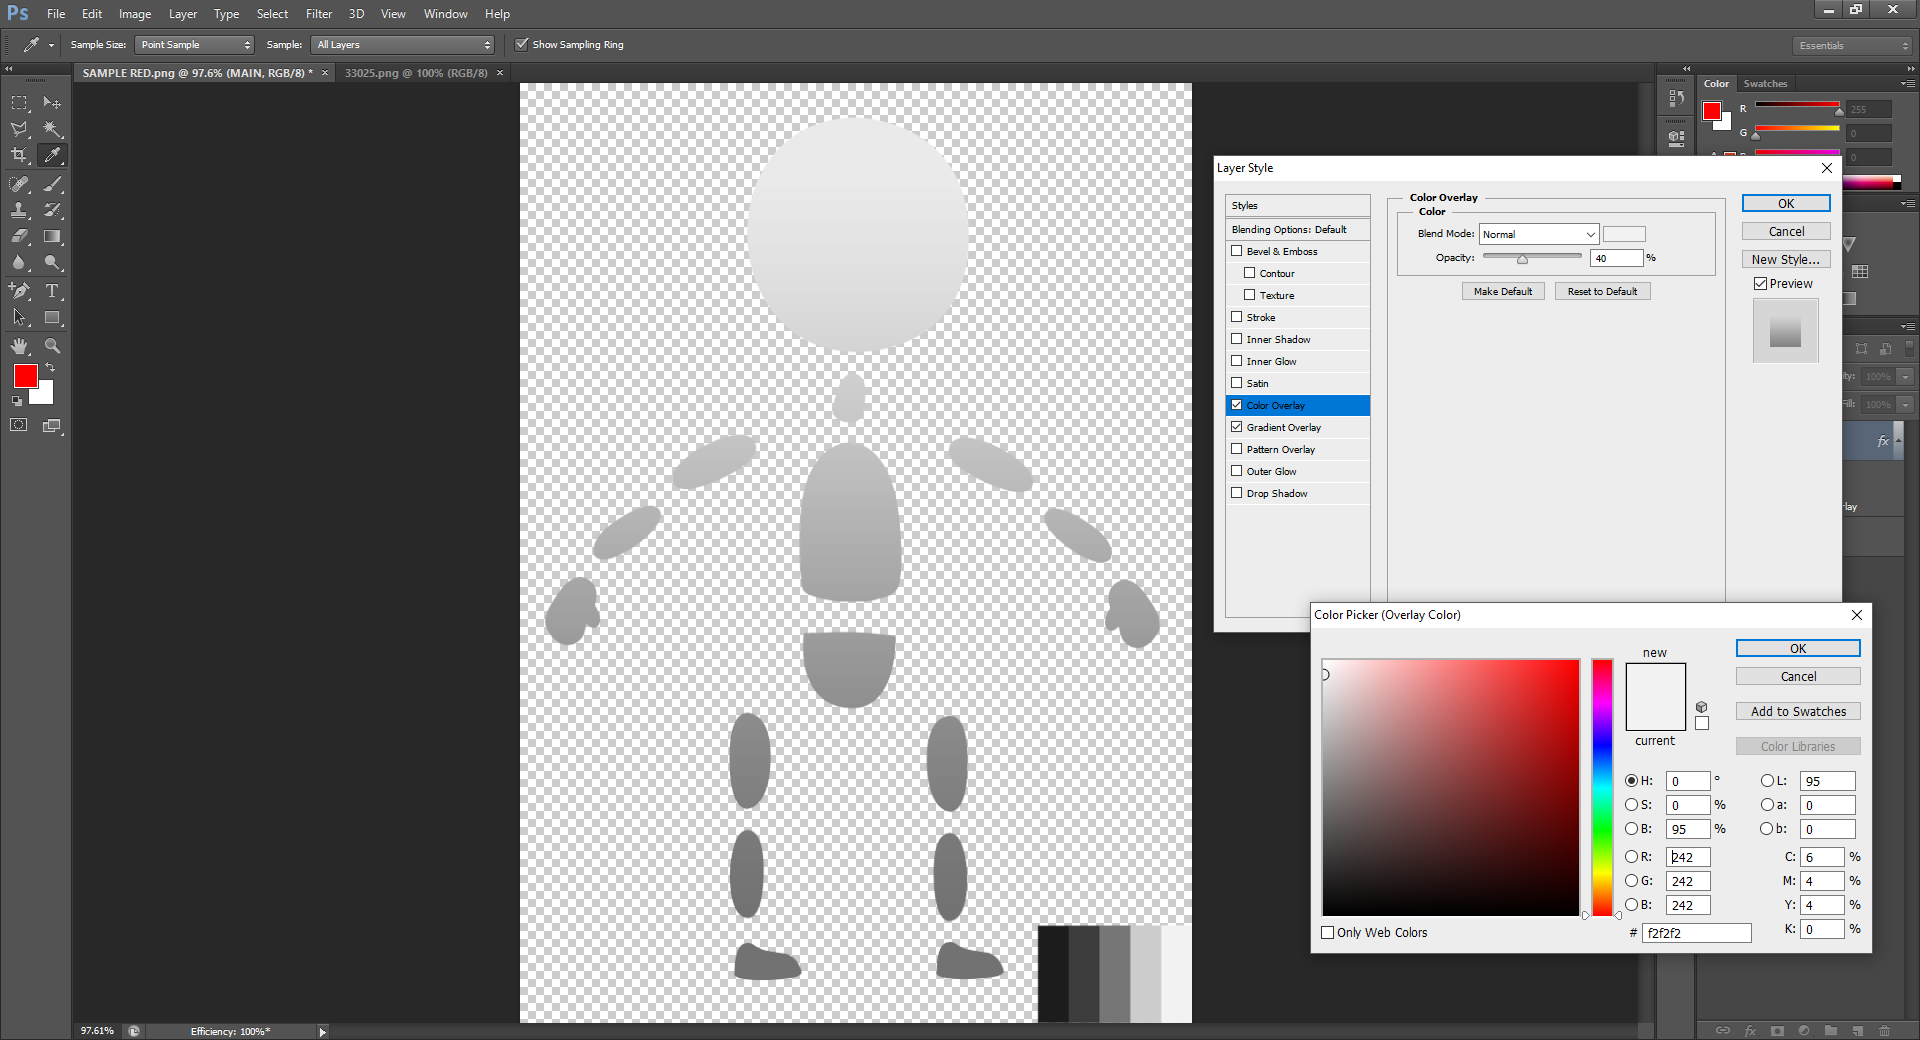 Ps File Edit Image Layer Type Select Filter 3D View Window Help
Sample Size: Point Sample Sample: All Layers Show Sampling Ring Essentials
SAMPLE RED.png @ 97.6% (MAIN, RGB/8) * × 33025.png @ 100% (RGB/8) ×
Color Swatches
R 255
G 0
0
Layer Style
Styles
Blending Options: Default
Bevel & Emboss
Contour
Texture
Stroke
Inner Shadow
Inner Glow
Satin
Color Overlay
Gradient Overlay
Pattern Overlay
Outer Glow
Drop Shadow
Color Overlay
Color
Blend Mode: Normal
Opacity: 40 %
Make Default Reset to Default
OK
Cancel
New Style...
Preview
100%
Fill: 100%
fx
Color Picker (Overlay Color)
new
current
OK
Cancel
Add to Swatches
Color Libraries
H: 0 °
S: 0 %
B: 95 %
R: 242
G: 242
B: 242
# f2f2f2
L: 95
a: 0
b: 0
C: 6 %
M: 4 %
Y: 4 %
K: 0 %
Only Web Colors
97.61% Efficiency: 100%*
fx